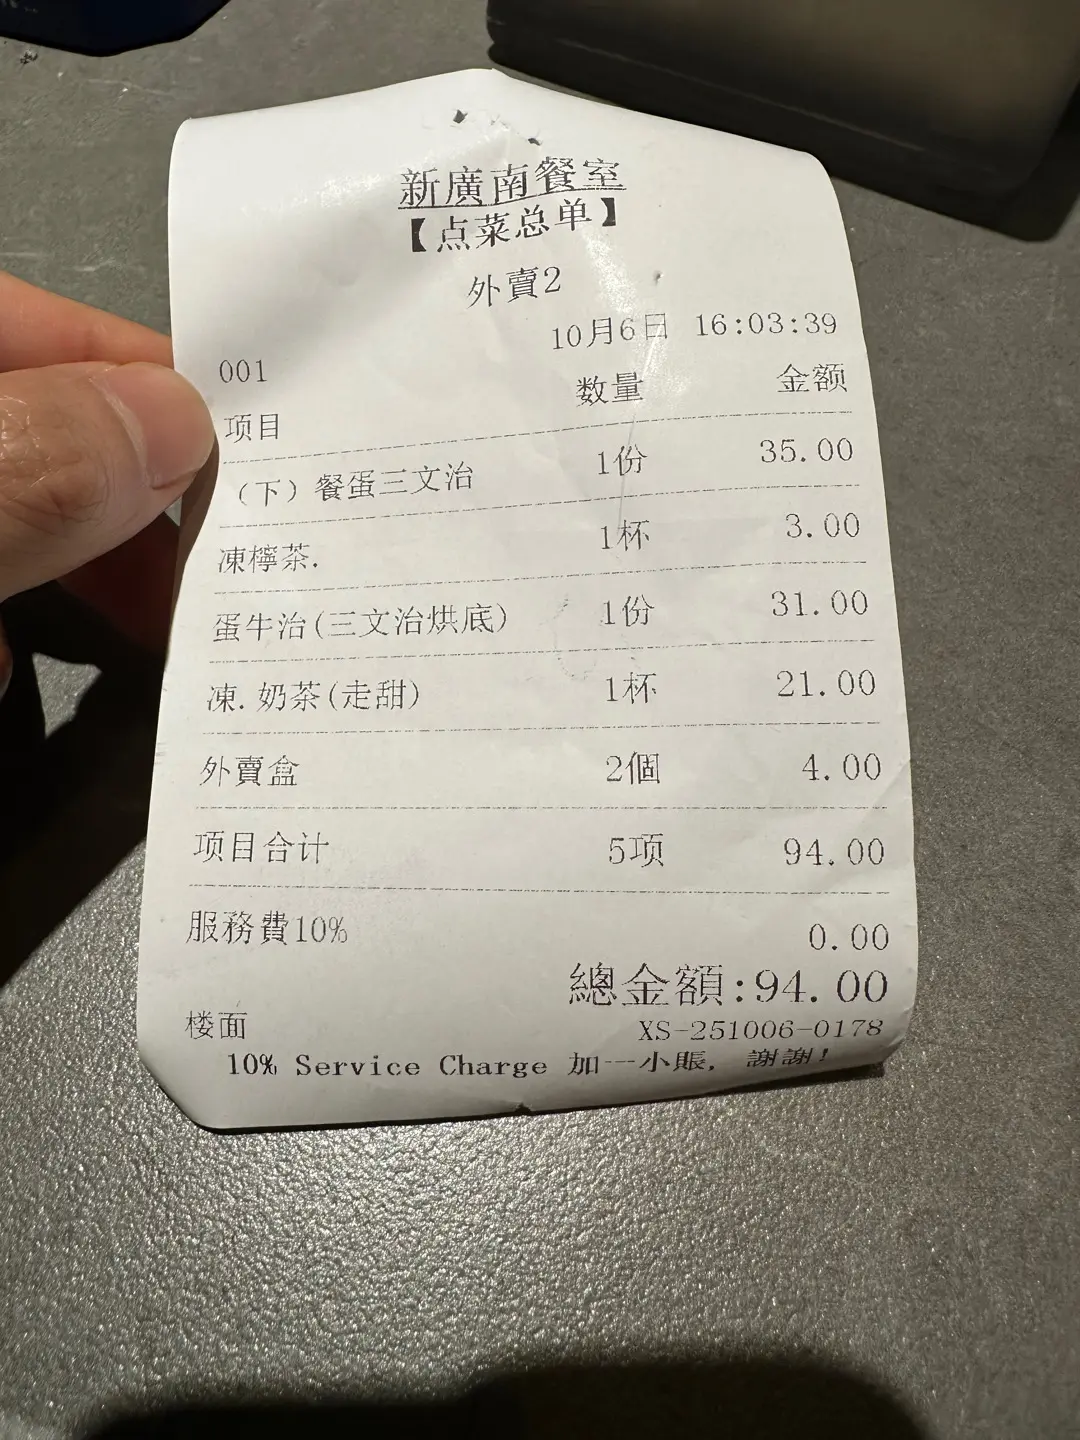 新廣南餐室
【点菜总单】
外賣2
10月6日 16:03:39
001
项目 数量 金额
（下）餐蛋三文治 1份 35.00
凍檸茶. 1杯 3.00
蛋牛治(三文治烘底) 1份 31.00
凍.奶茶(走甜) 1杯 21.00
外賣盒 2個 4.00
项目合计 5项 94.00
服務費10% 0.00
總金額:94.00
楼面 XS-251006-0178
10% Service Charge 加一小賬, 謝謝!